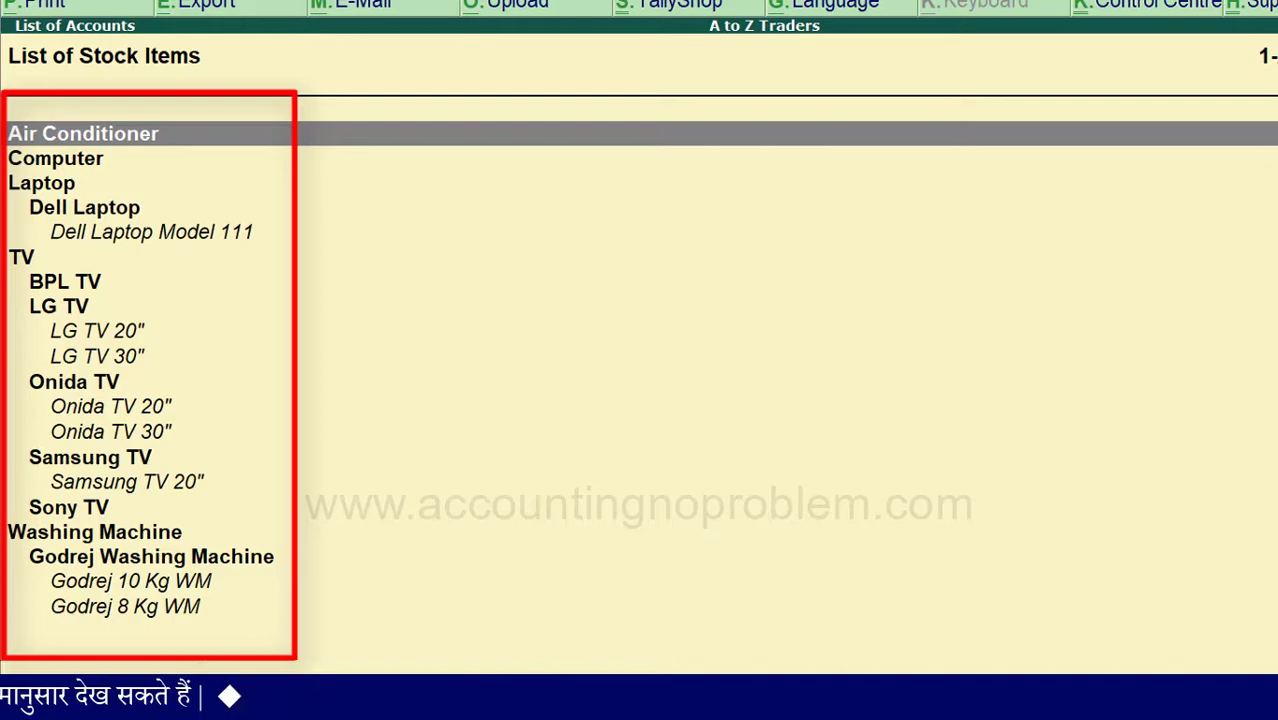 P: Print E: Export M: E-Mail O: Upload S: TallyShop G: Language K: Keyboard K: Control Centre H:
List of Accounts A to Z Traders
List of Stock Items 1-
Air Conditioner
Computer
Laptop
Dell Laptop
Dell Laptop Model 111
TV
BPL TV
LG TV
LG TV 20"
LG TV 30"
Onida TV
Onida TV 20"
Onida TV 30"
Samsung TV
Samsung TV 20"
Sony TV
www.accountingnoproblem.com
Washing Machine
Godrej Washing Machine
Godrej 10 Kg WM
Godrej 8 Kg WM
मानुसार देख सकते हैं |